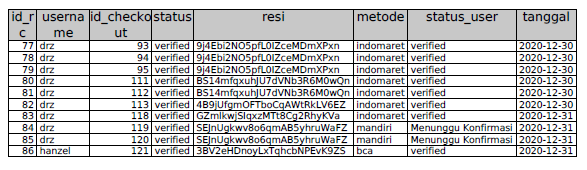 id_rc username id_checkout status resi metode status_user tanggal
77 drz 93 verified 9j4Ebi2NO5pfL0IZceMDmXPxn indomaret verified 2020-12-30
78 drz 94 verified 9j4Ebi2NO5pfL0IZceMDmXPxn indomaret verified 2020-12-30
79 drz 95 verified 9j4Ebi2NO5pfL0IZceMDmXPxn indomaret verified 2020-12-30
80 drz 111 verified BS14mfqxuhJU7dVNb3R6M0wQn indomaret verified 2020-12-30
81 drz 112 verified BS14mfqxuhJU7dVNb3R6M0wQn indomaret verified 2020-12-30
82 drz 113 verified 4B9jUfgmOFTboCqAWtRkLV6EZ indomaret verified 2020-12-30
83 drz 118 verified GZmIkwjSlqxzMTt8Cg2RhyKVa indomaret verified 2020-12-31
84 drz 119 verified SEJnUgkwv8o6qmAB5yhruWaFZ mandiri Menunggu Konfirmasi 2020-12-31
85 drz 120 verified SEJnUgkwv8o6qmAB5yhruWaFZ mandiri Menunggu Konfirmasi 2020-12-31
86 hanzel 121 verified 3BV2eHDnoyLxTqhcbNPEvK9ZS bca verified 2020-12-31